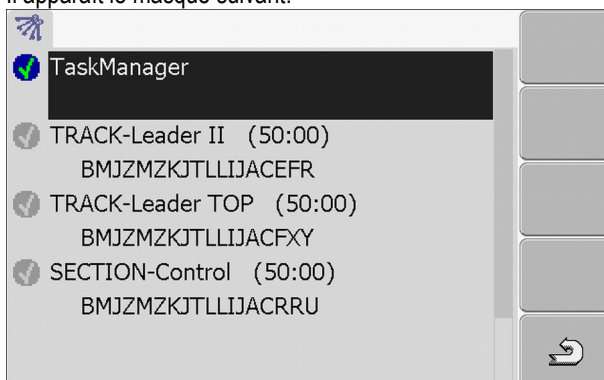 Il apparaît le masque suivant:
TaskManager
TRACK-Leader II (50:00)
BMJZMZKJTLLIJACEFR
TRACK-Leader TOP (50:00)
BMJZMZKJTLLIJACFXY
SECTION-Control (50:00)
BMJZMZKJTLLIJACRRU